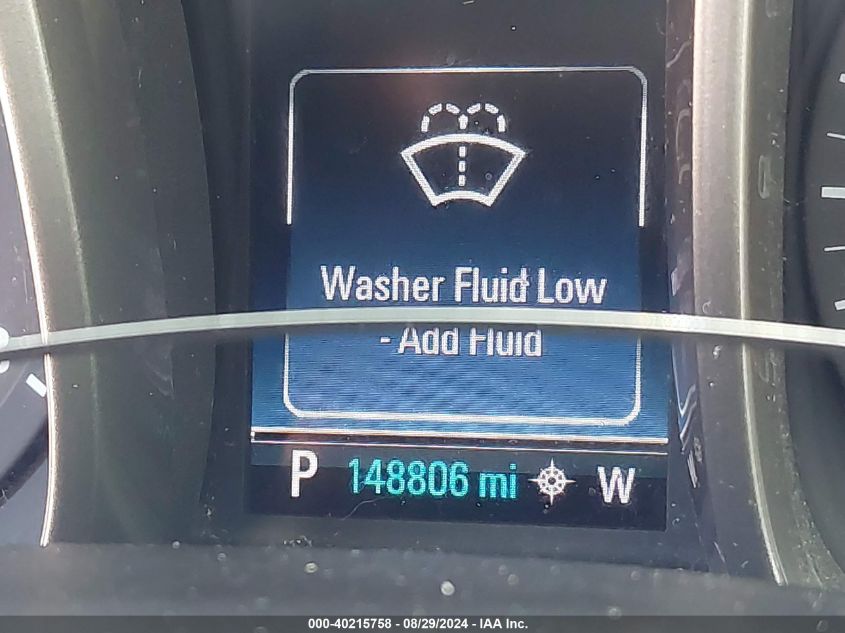 Washer Fluid Low
- Add Fluid
P 148806 mi W
000-40215758 - 08/29/2024 - IAA Inc.